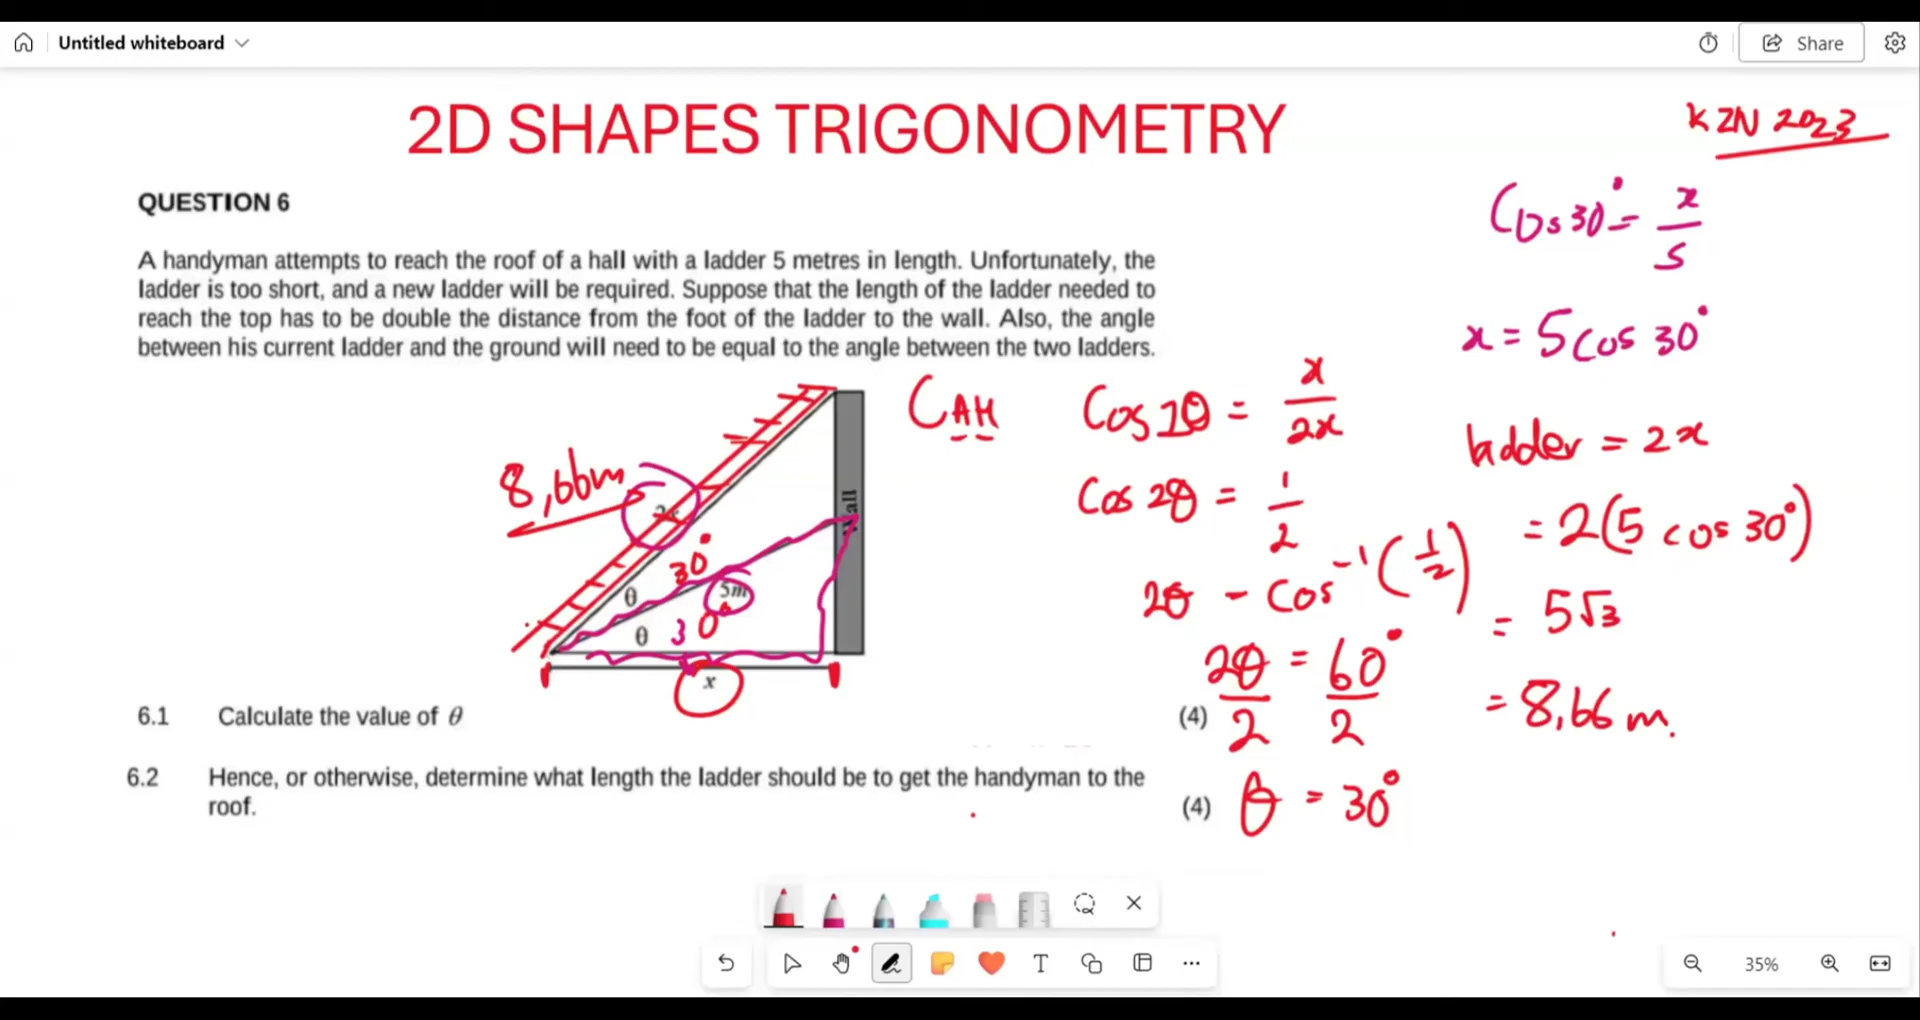 Untitled whiteboard
Share
2D SHAPES TRIGONOMETRY
KZN 2023
QUESTION 6
A handyman attempts to reach the roof of a hall with a ladder 5 metres in length. Unfortunately, the
ladder is too short, and a new ladder will be required. Suppose that the length of the ladder needed to
reach the top has to be double the distance from the foot of the ladder to the wall. Also, the angle
between his current ladder and the ground will need to be equal to the angle between the two ladders.
8,66m
2x
Wall
30°
θ
5m
θ 30°
x
CAH
Cos 2θ = x/2x
Cos 2θ = 1/2
2θ = cos⁻¹(1/2)
2θ/2 = 60°/2
θ = 30°
Cos 30° = x/5
x = 5 cos 30°
ladder = 2x
= 2(5 cos 30°)
= 5√3
= 8,66 m.
6.1 Calculate the value of θ (4)
6.2 Hence, or otherwise, determine what length the ladder should be to get the handyman to the
roof. (4)
35%